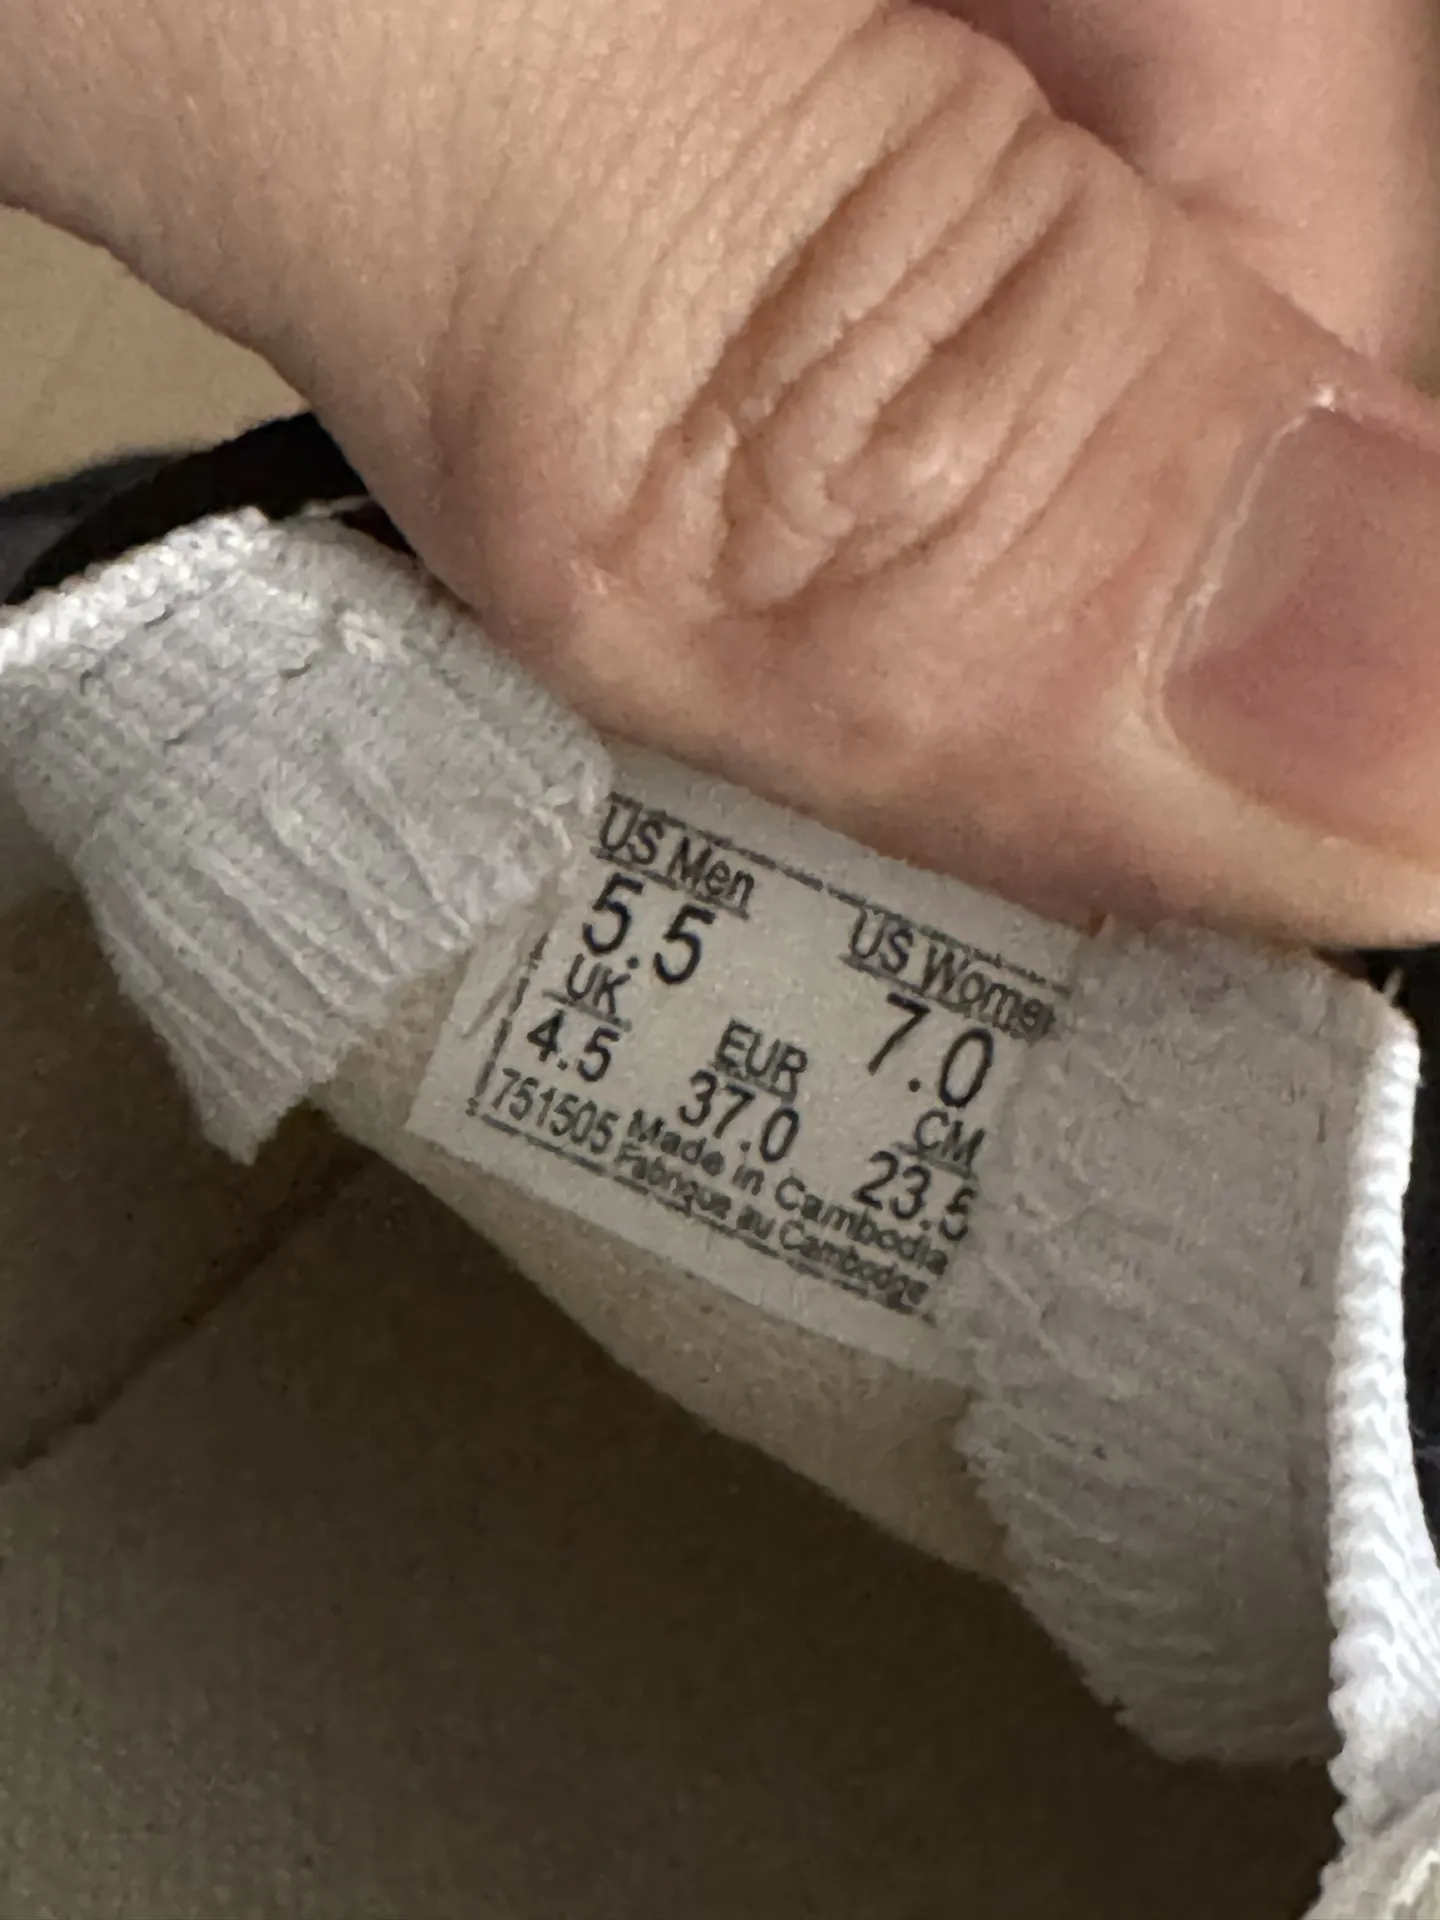 US Men
US Women
5.5
7.0
UK
EUR
CM
4.5
37.0
23.5
751505
Made in Cambodia
Fabrique au Cambodge